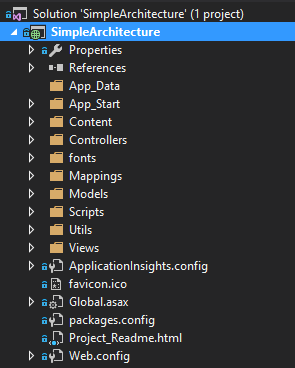 Solution 'SimpleArchitecture' (1 project)
SimpleArchitecture
Properties
References
App_Data
App_Start
Content
Controllers
fonts
Mappings
Models
Scripts
Utils
Views
ApplicationInsights.config
favicon.ico
Global.asax
packages.config
Project_Readme.html
Web.config